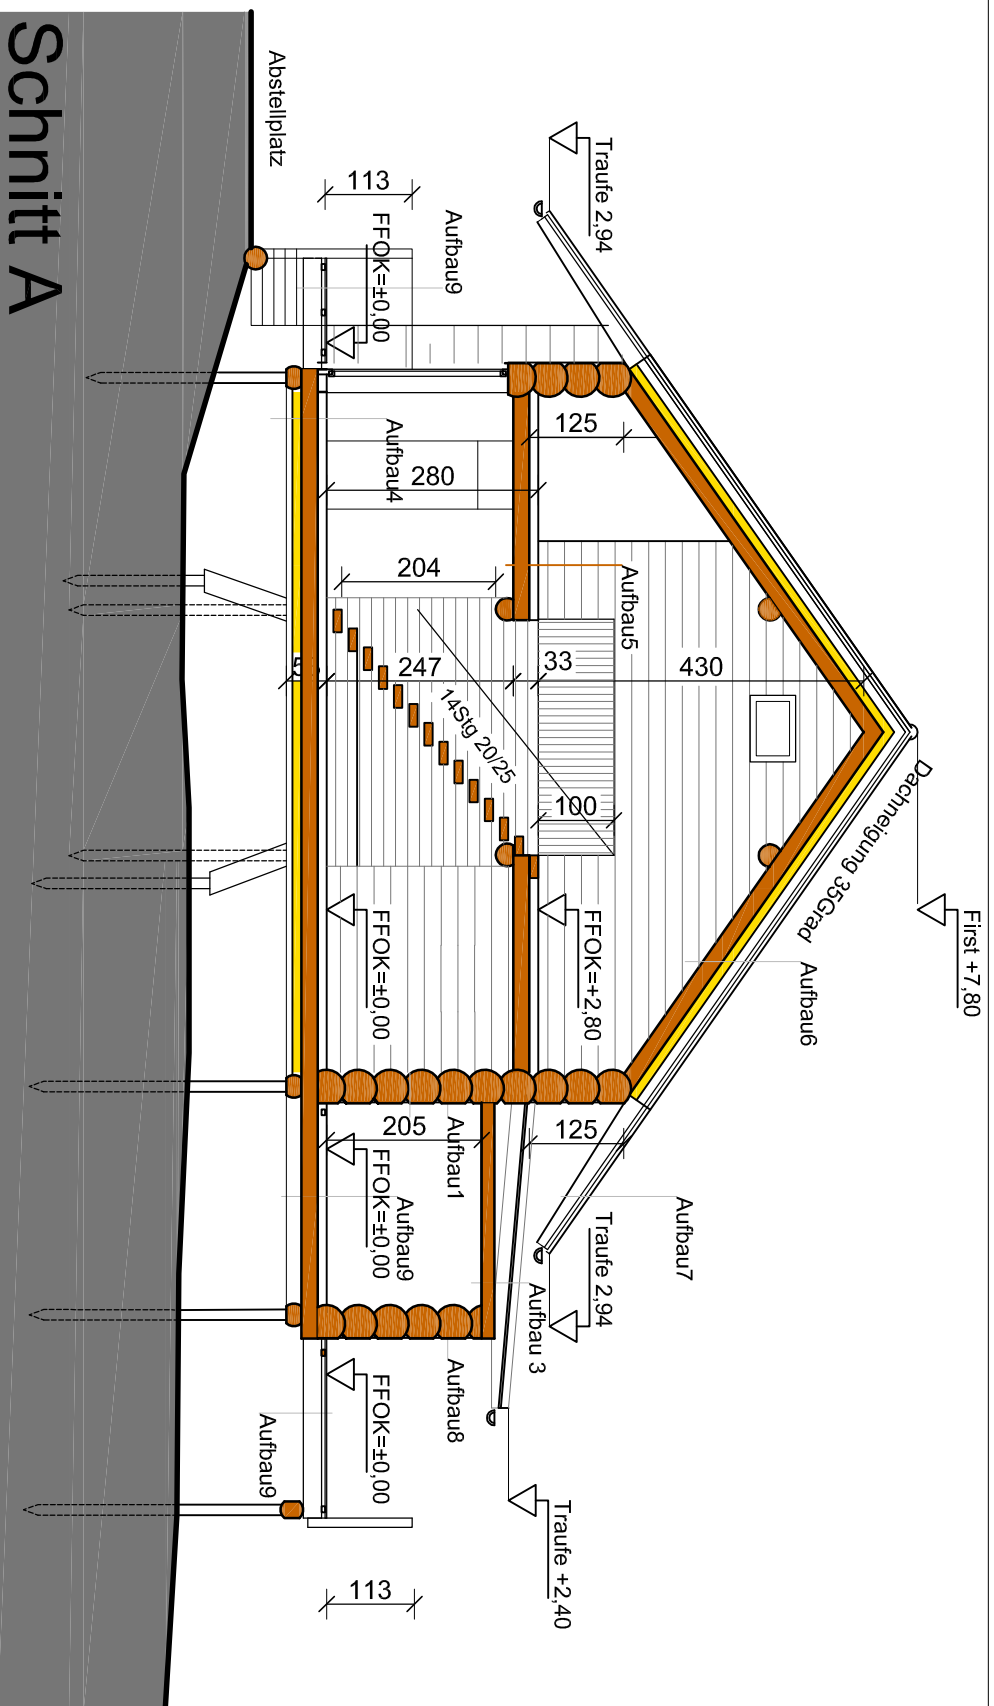 First +7,80
Dachneigung 35Grad
Traufe 2,94
Traufe 2,94
Traufe +2,40
Aufbau6
Aufbau7
Aufbau5
Aufbau 3
430
125
125
33
100
FFOK=+2,80
Aufbau9
Aufbau4
280
204
247
14Stg 20/25
205
Aufbau1
Aufbau8
113
FFOK=±0,00
FFOK=±0,00
FFOK=±0,00
FFOK=±0,00
Aufbau9
Aufbau9
113
Abstellplatz
Schnitt A